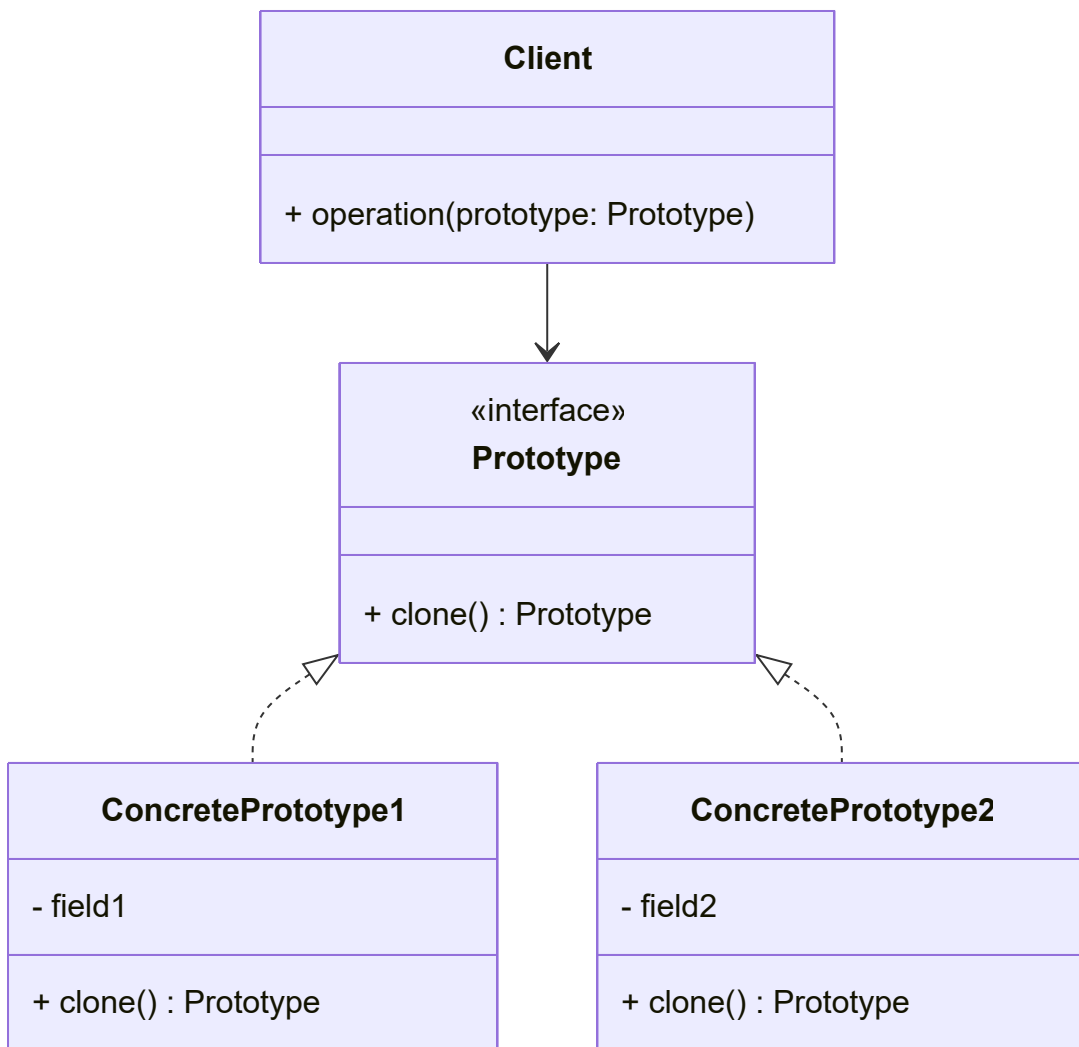 Client
+ operation(prototype: Prototype)
«interface»
Prototype
+ clone() : Prototype
ConcretePrototype1
- field1
+ clone() : Prototype
ConcretePrototype2
- field2
+ clone() : Prototype